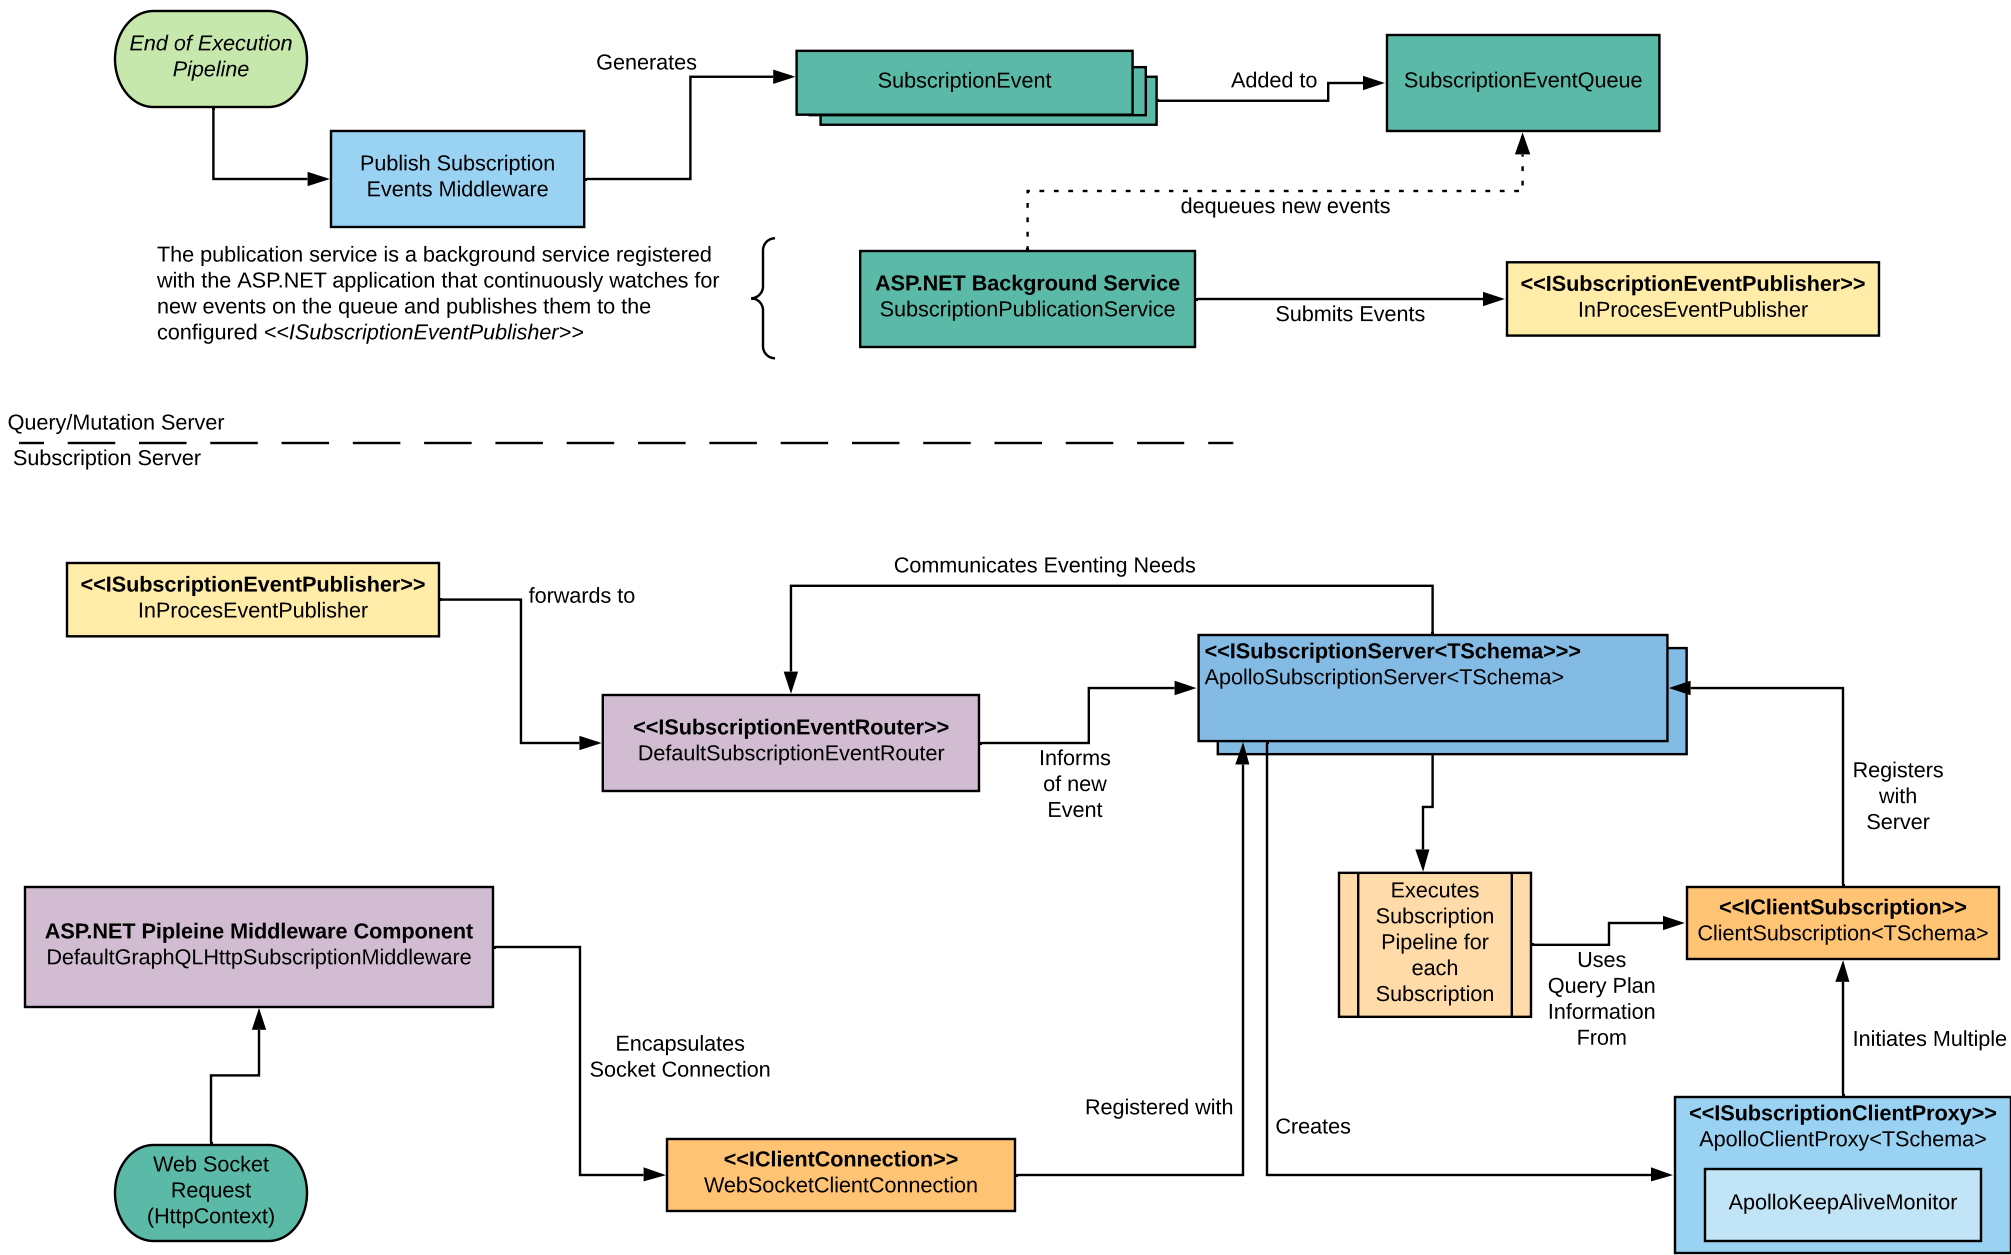 End of Execution
Pipeline
Generates
SubscriptionEvent
Added to
SubscriptionEventQueue
Publish Subscription
Events Middleware
dequeues new events
The publication service is a background service registered
with the ASP.NET application that continuously watches for
new events on the queue and publishes them to the
configured <<ISubscriptionEventPublisher>>
ASP.NET Background Service
SubscriptionPublicationService
Submits Events
<<ISubscriptionEventPublisher>>
InProcesEventPublisher
Query/Mutation Server
Subscription Server
<<ISubscriptionEventPublisher>>
InProcesEventPublisher
forwards to
Communicates Eventing Needs
<<ISubscriptionEventRouter>>
DefaultSubscriptionEventRouter
Informs
of new
Event
<<ISubscriptionServer<TSchema>>>
ApolloSubscriptionServer<TSchema>
Registers
with
Server
ASP.NET Pipleine Middleware Component
DefaultGraphQLHttpSubscriptionMiddleware
Executes
Subscription
Pipeline for
each
Subscription
Uses
Query Plan
Information
From
<<IClientSubscription>>
ClientSubscription<TSchema>
Encapsulates
Socket Connection
Initiates Multiple
Web Socket
Request
(HttpContext)
<<IClientConnection>>
WebSocketClientConnection
Registered with
Creates
<<ISubscriptionClientProxy>>
ApolloClientProxy<TSchema>
ApolloKeepAliveMonitor